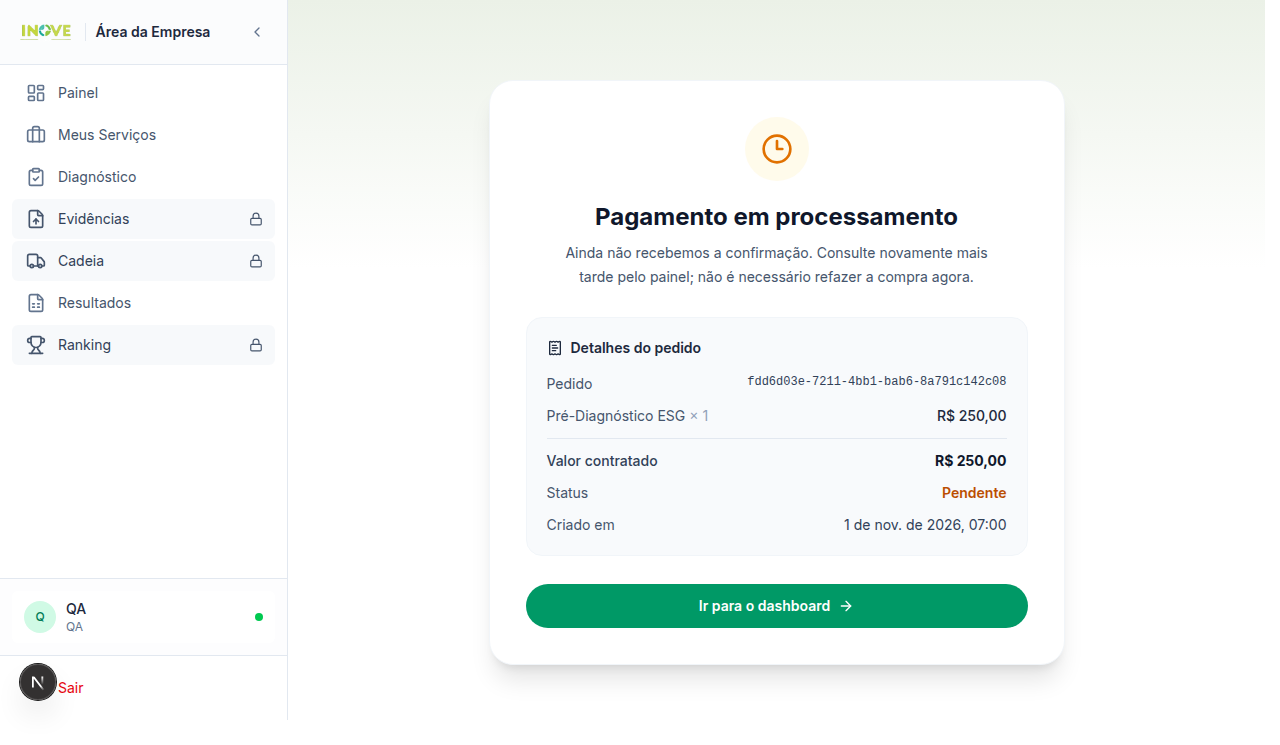 INOVE
Área da Empresa
Painel
Meus Serviços
Diagnóstico
Evidências
Cadeia
Resultados
Ranking
Q
QA
QA
N
Sair
Pagamento em processamento
Ainda não recebemos a confirmação. Consulte novamente mais
tarde pelo painel; não é necessário refazer a compra agora.
Detalhes do pedido
Pedido fdd6d03e-7211-4bb1-bab6-8a791c142c08
Pré-Diagnóstico ESG × 1 R$ 250,00
Valor contratado R$ 250,00
Status Pendente
Criado em 1 de nov. de 2026, 07:00
Ir para o dashboard